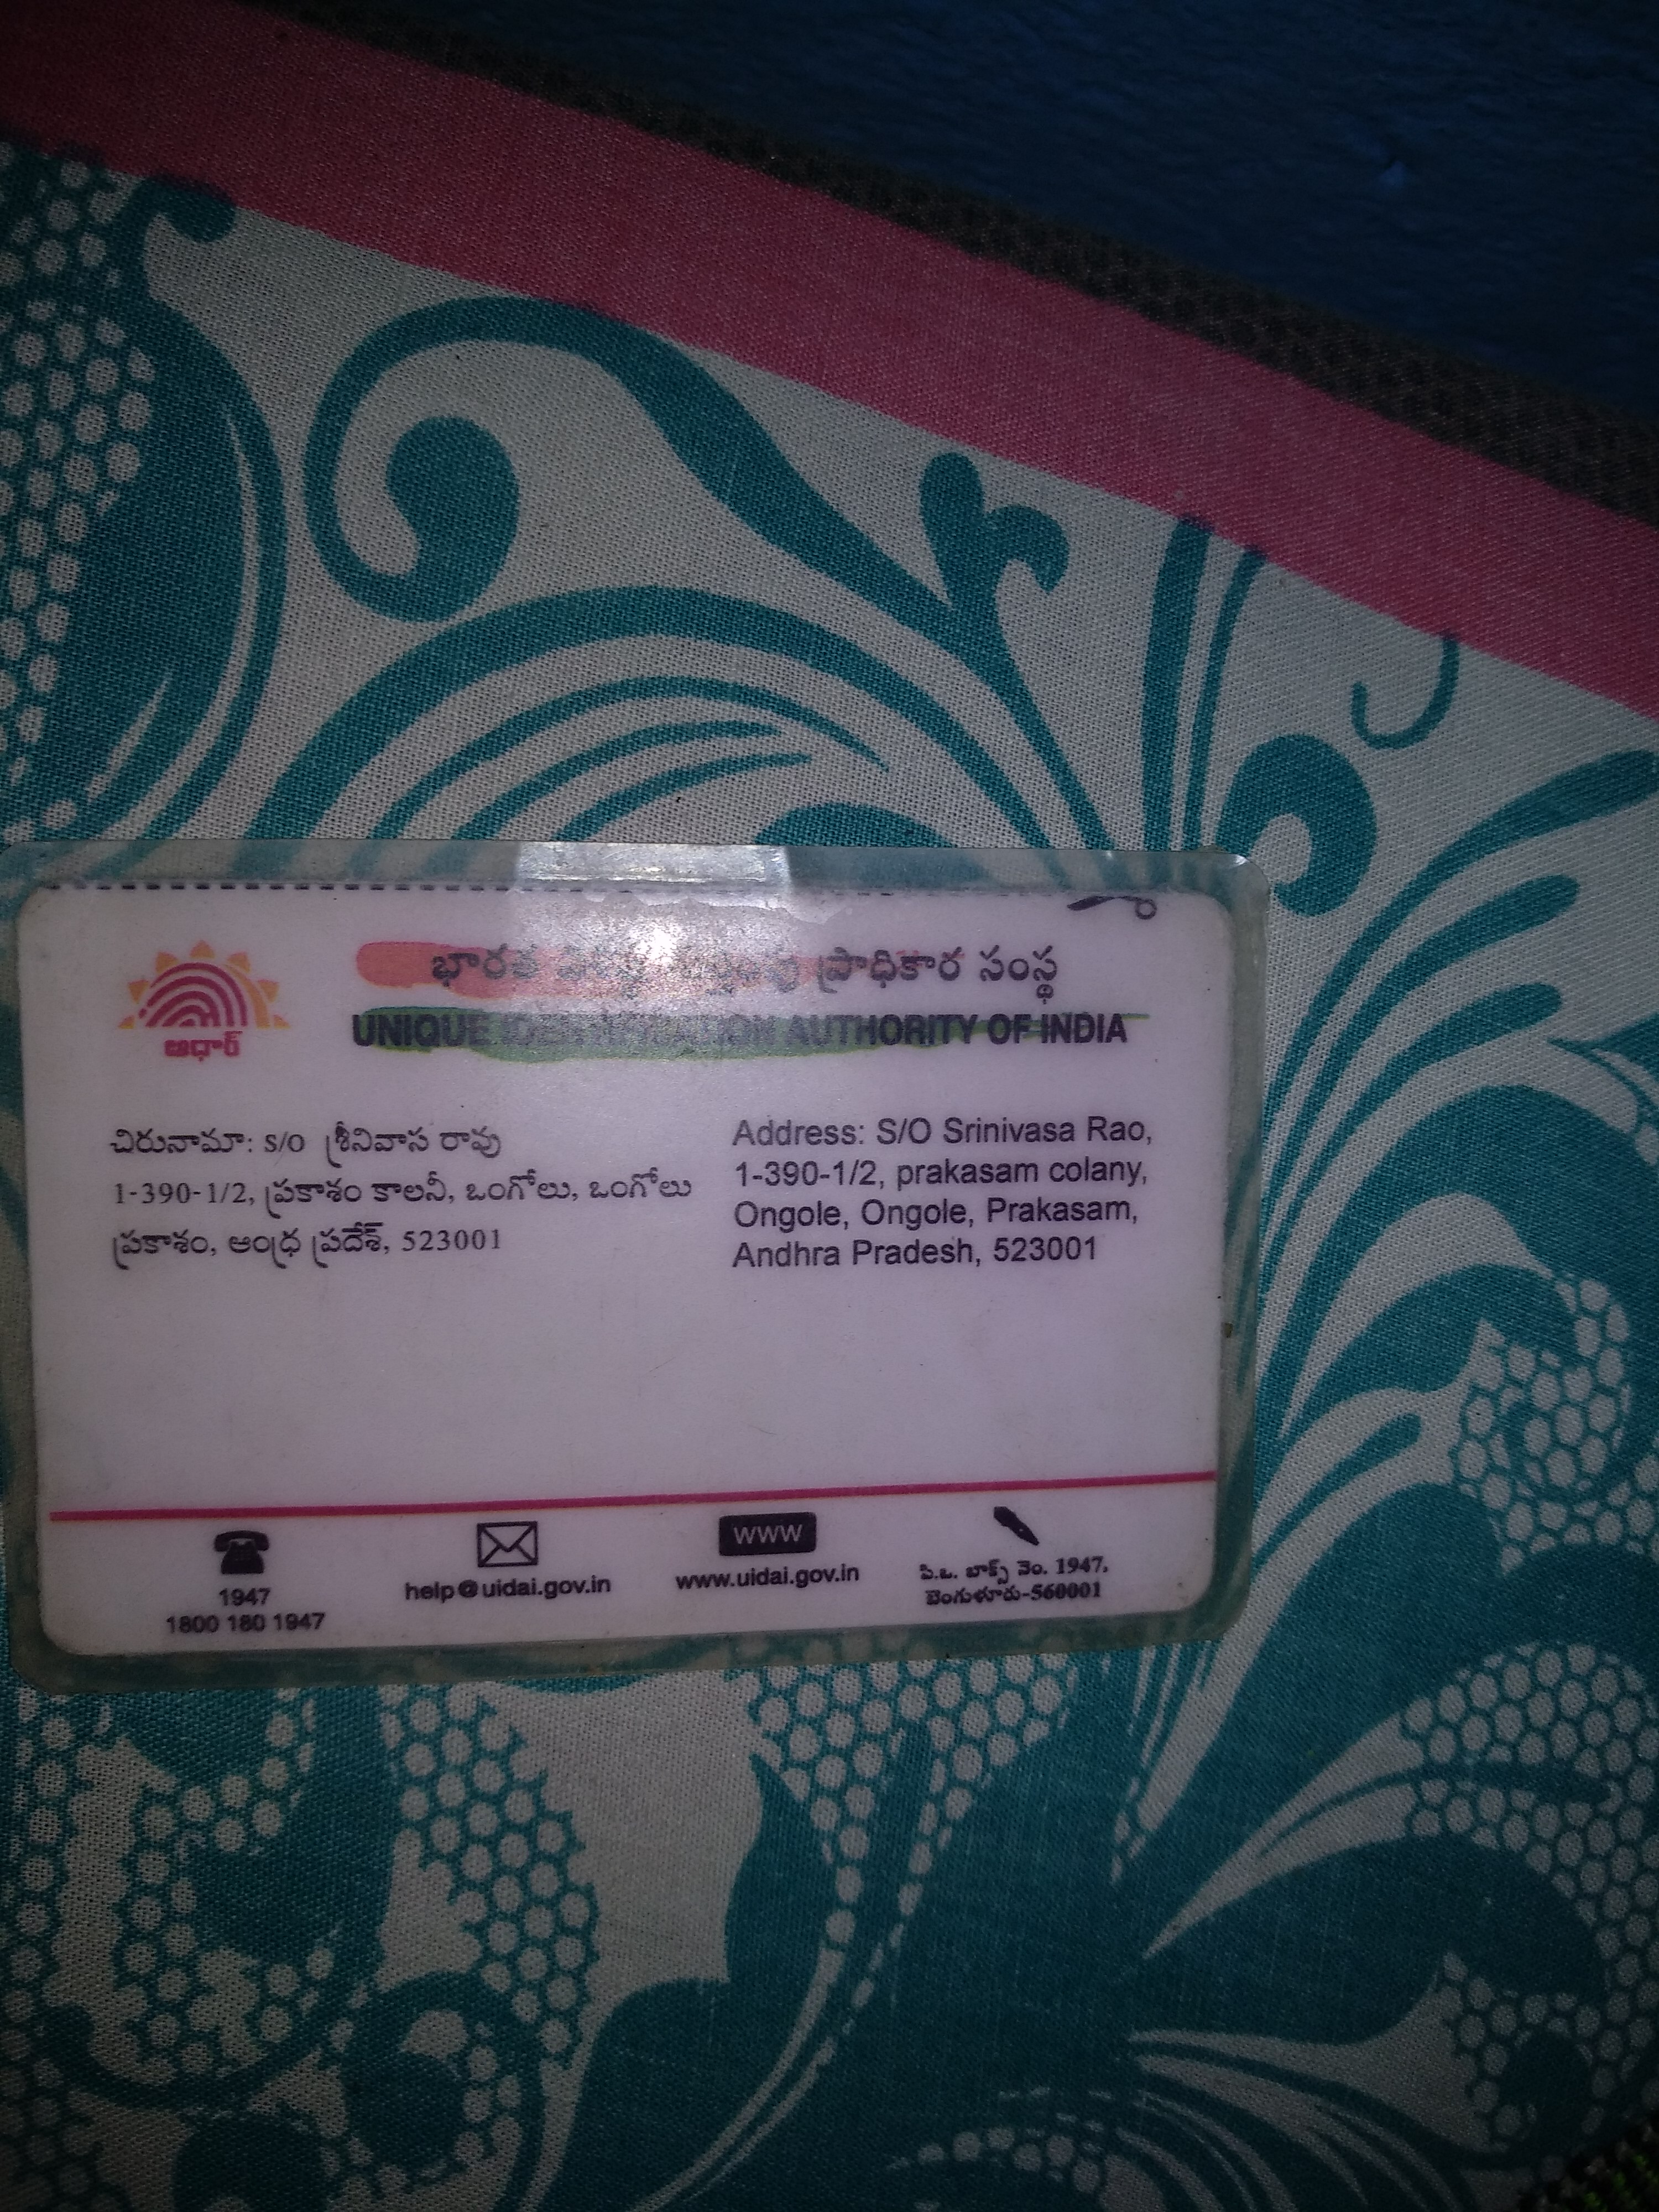 భారత విశిష్ట గుర్తింపు ప్రాధికార సంస్థ
UNIQUE IDENTIFICATION AUTHORITY OF INDIA
ఆధార్
చిరునామా: S/O శ్రీనివాస రావు
1-390-1/2, ప్రకాశం కాలనీ, ఒంగోలు, ఒంగోలు
ప్రకాశం, ఆంధ్ర ప్రదేశ్, 523001
Address: S/O Srinivasa Rao,
1-390-1/2, prakasam colany,
Ongole, Ongole, Prakasam,
Andhra Pradesh, 523001
1947
1800 180 1947
help@uidai.gov.in
WWW
www.uidai.gov.in
పి.ఒ. బాక్స్ నెం. 1947,
బెంగుళూరు-560001